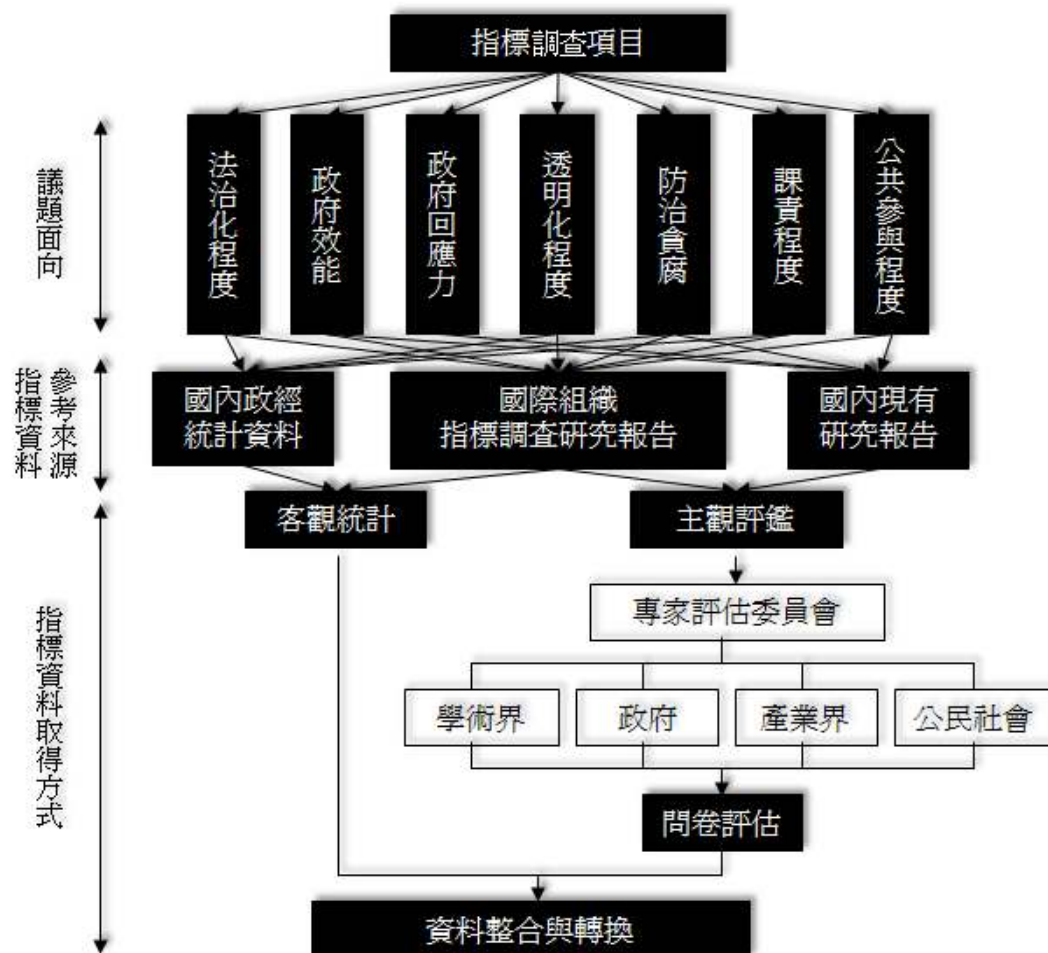 指標調查項目
議題面向
法治化程度
政府效能
政府回應力
透明化程度
防治貪腐
課責程度
公共參與程度
參考來源
指標資料
國內政經
統計資料
國際組織
指標調查研究報告
國內現有
研究報告
指標資料取得方式
客觀統計
主觀評鑑
專家評估委員會
學術界
政府
產業界
公民社會
問卷評估
資料整合與轉換